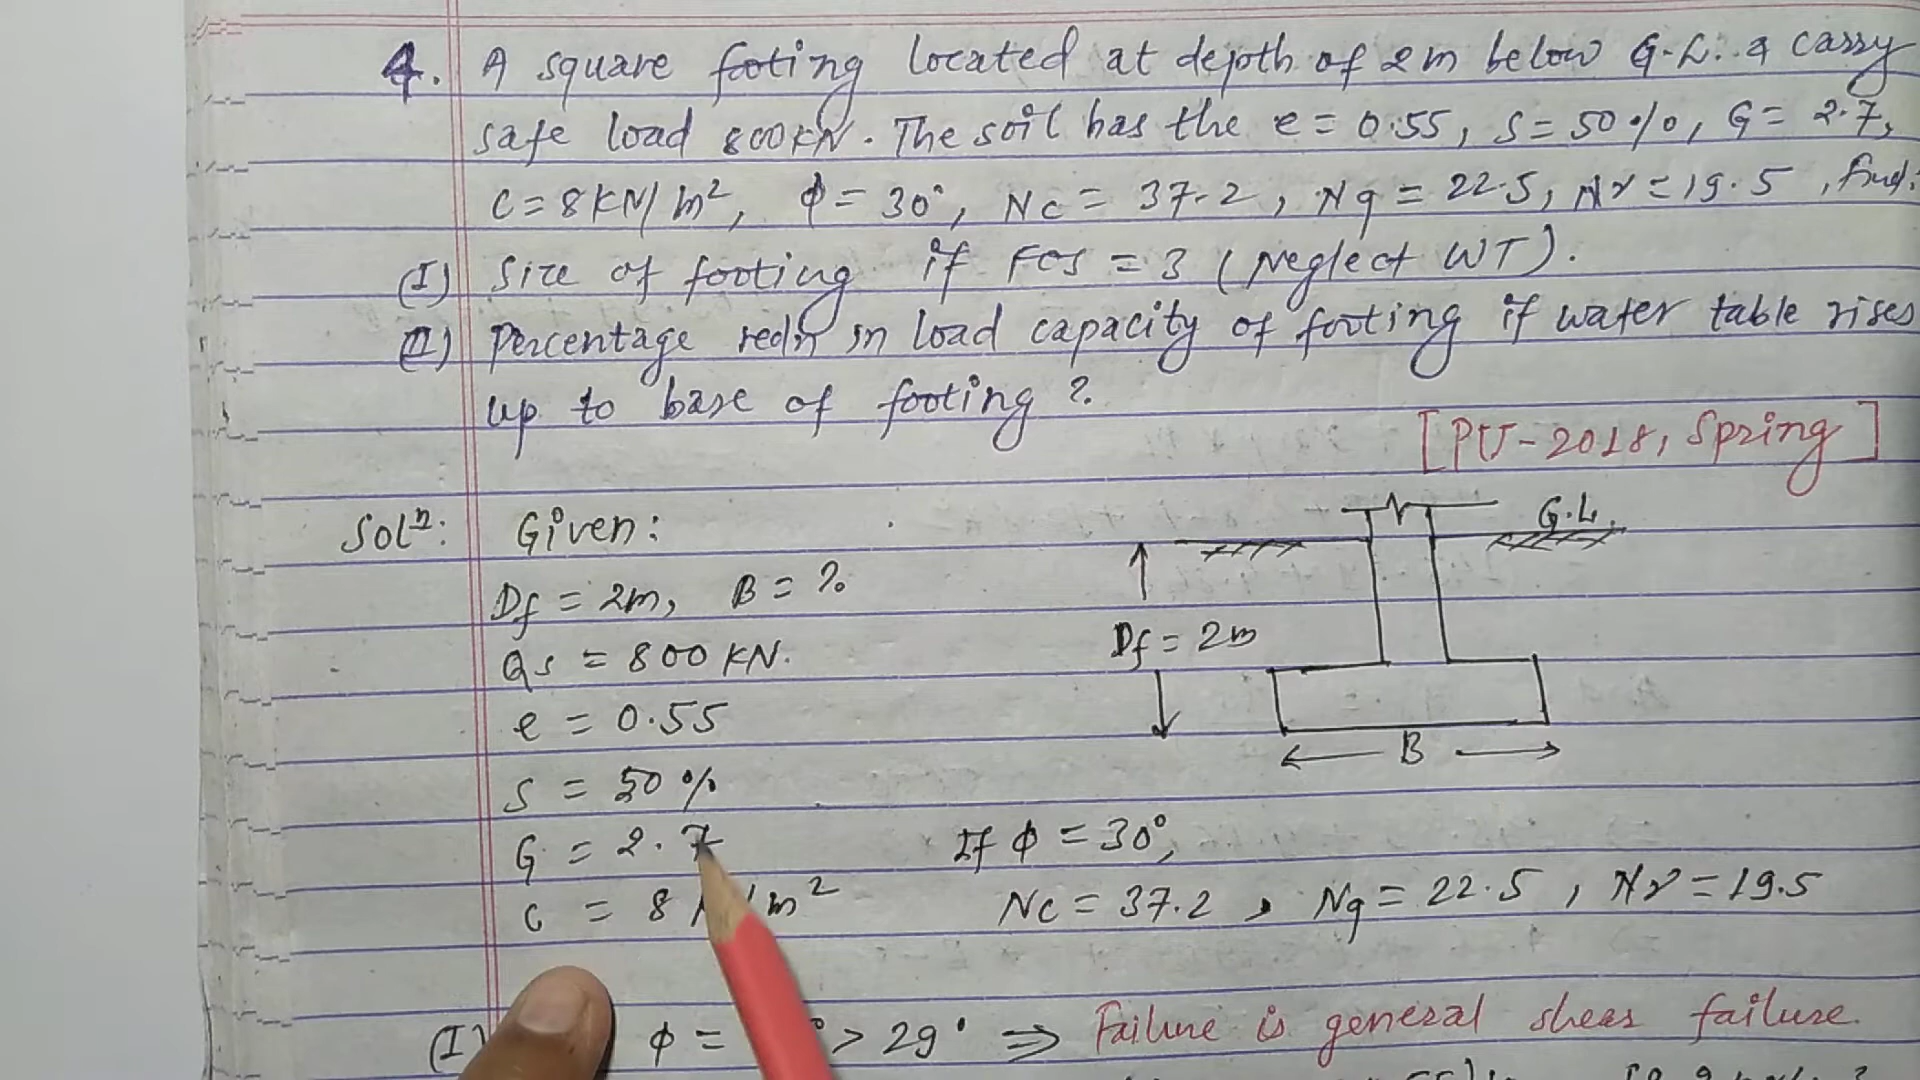 4. A square footing located at depth of 2m below G.L. & carry
safe load 800KN. The soil has the e = 0.55, S = 50%, G = 2.7,
C = 8KN/m², ϕ = 30°, Nc = 37.2, Nq = 22.5, Nγ = 19.5, find:
(I) Size of footing if FOS = 3 (Neglect WT).
(II) Percentage redn in load capacity of footing if water table rises
up to base of footing?
[PU-2018, Spring]
Solⁿ: Given:
G.L.
Df = 2m, B = ?
Df = 2m
Qs = 800 KN.
e = 0.55
B
S = 50%
G = 2.7
If ϕ = 30°,
C = 8 /m²
Nc = 37.2, Nq = 22.5, Nγ = 19.5
(I) ϕ = > 29° ⇒ Failure is general shear failure.